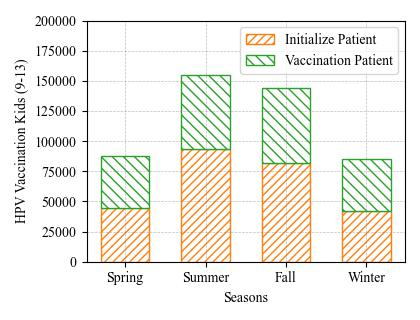 200000
175000
150000
125000
100000
75000
50000
25000
0
HPV Vaccination Kids (9-13)
Initialize Patient
Vaccination Patient
Spring Summer Fall Winter
Seasons